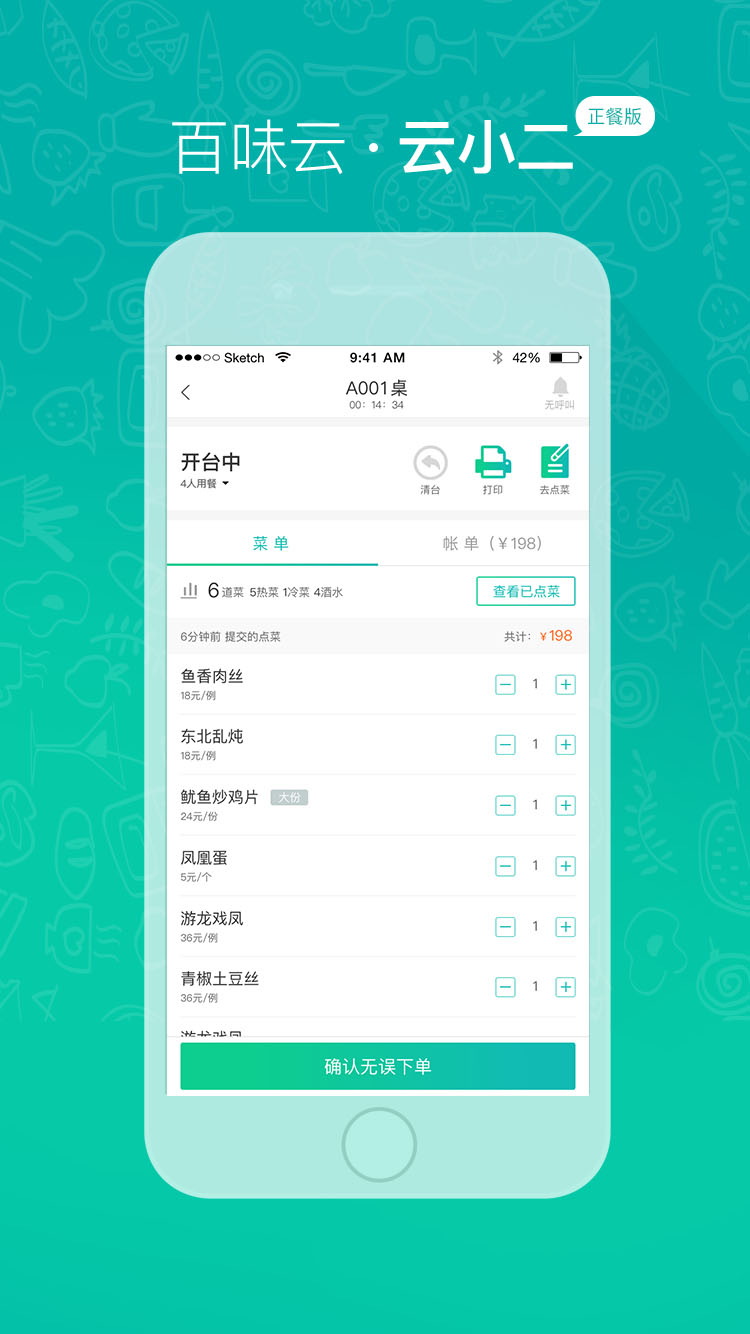 百味云·云小二
正餐版
Sketch 9:41 AM 42%
A001桌
00: 14: 34
无呼叫
开台中
4人用餐
清台
打印
去点菜
菜 单
帐 单（￥198）
6道菜 5热菜 1冷菜 4酒水
查看已点菜
6分钟前 提交的点菜
共计: ￥198
鱼香肉丝
18元/例
1
东北乱炖
18元/例
1
鱿鱼炒鸡片 大份
24元/份
1
凤凰蛋
5元/个
1
游龙戏凤
36元/例
1
青椒土豆丝
36元/例
1
游龙戏凤
确认无误下单